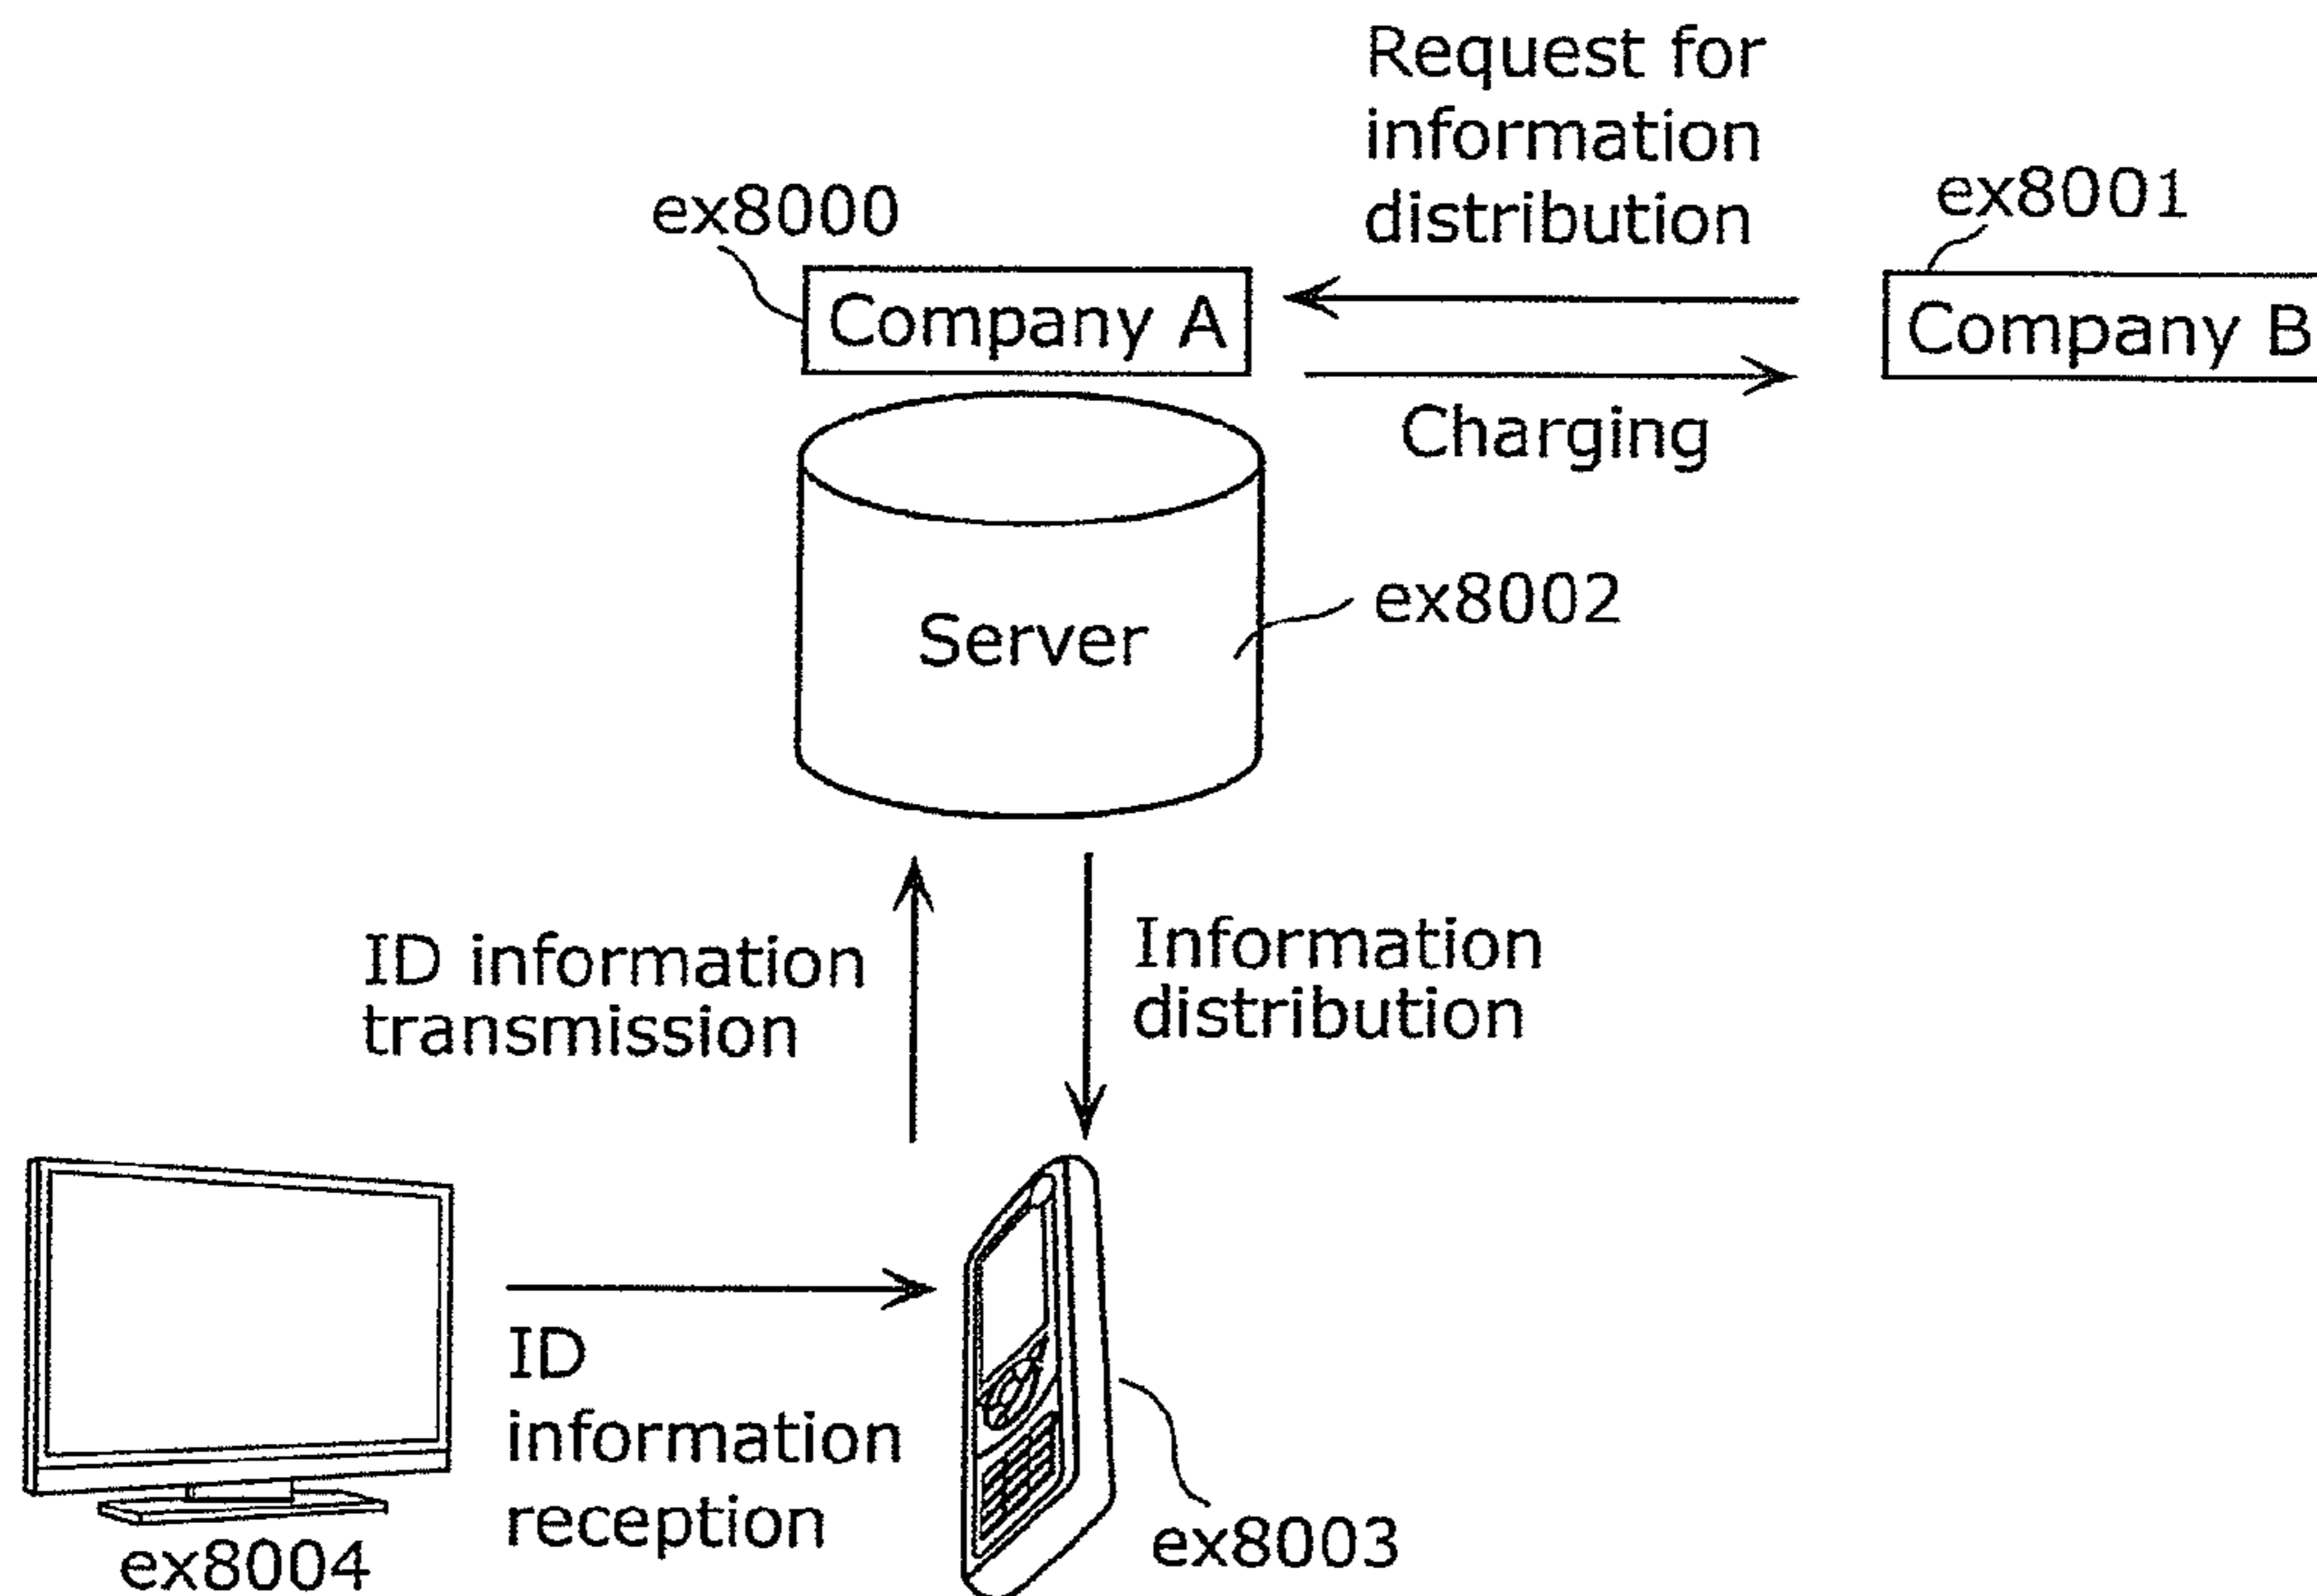 Request for
information
distribution
ex8000
ex8001
Company A
Company B
Charging
ex8002
Server
ID information
transmission
Information
distribution
ID
information
reception
ex8003
ex8004